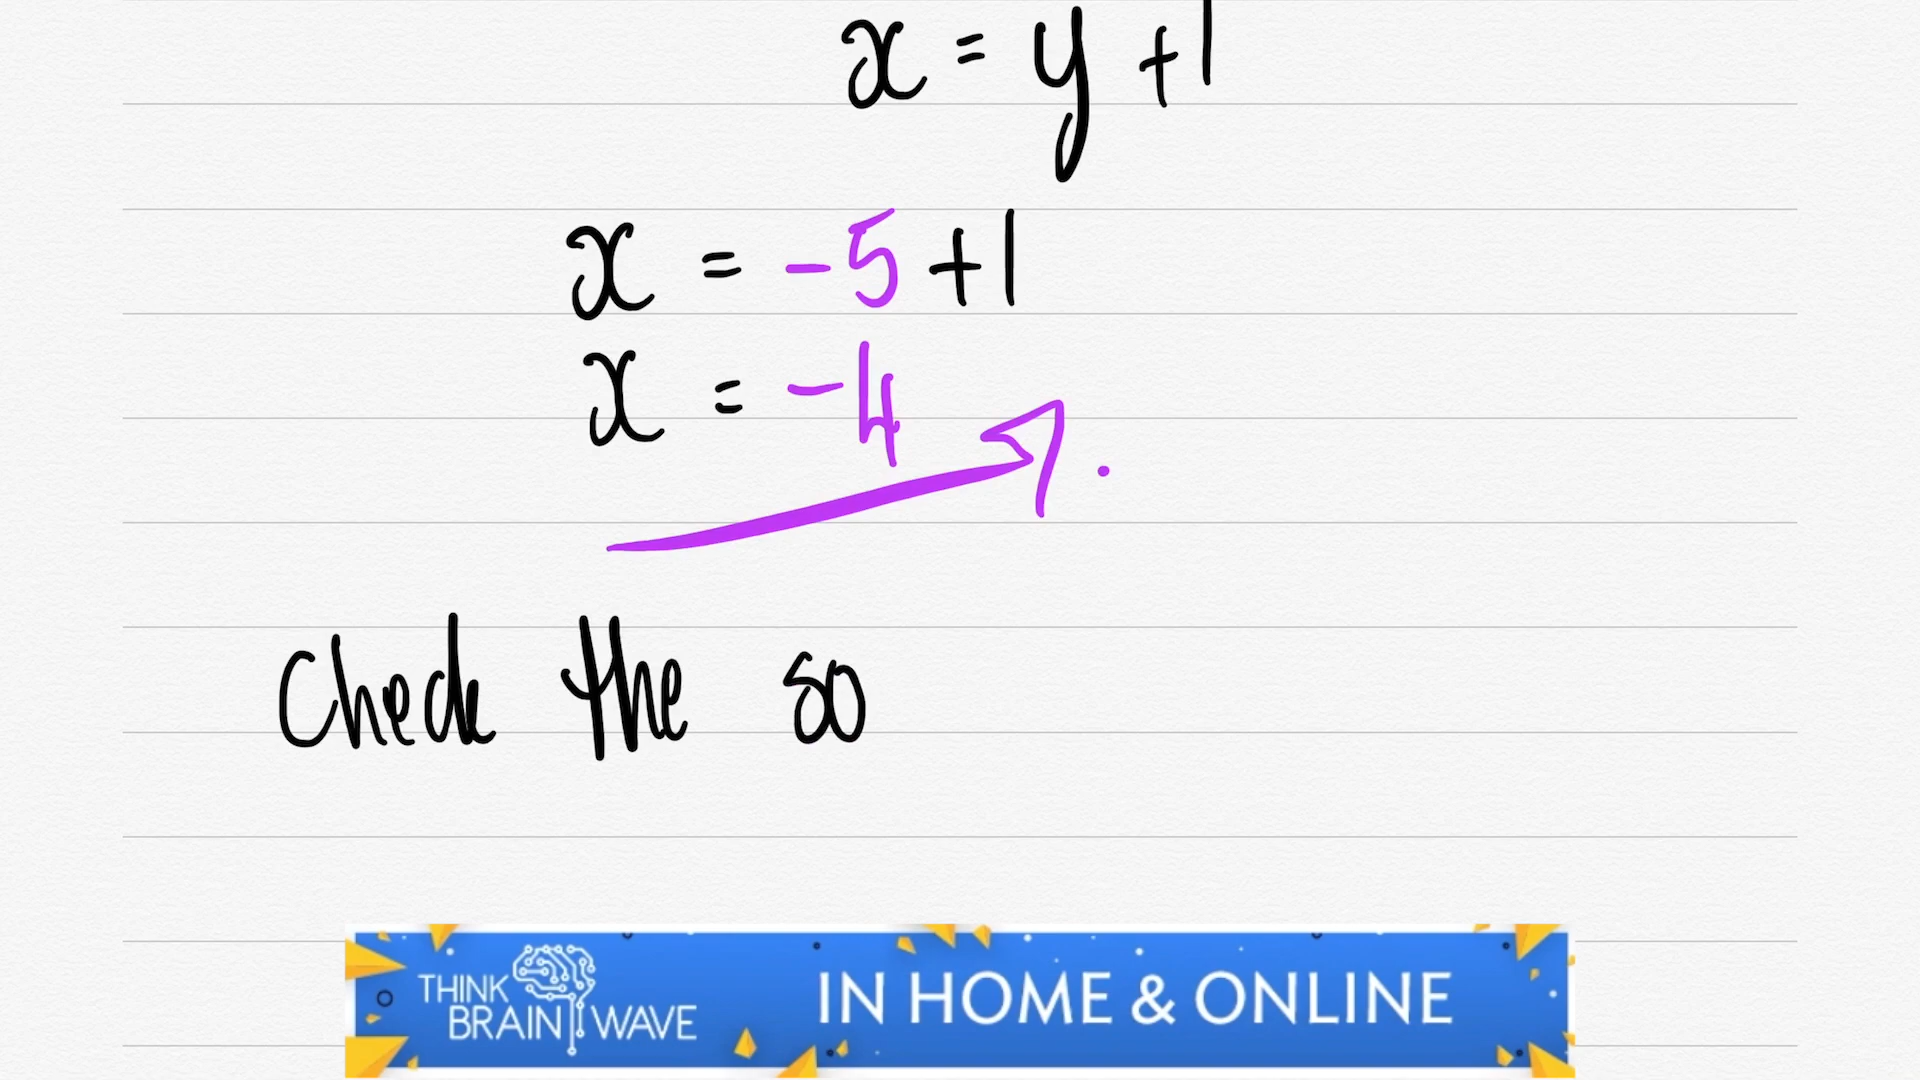 x = y +1
x = -5 +1
x = -4
Check the so
THINK
BRAIN WAVE
IN HOME & ONLINE